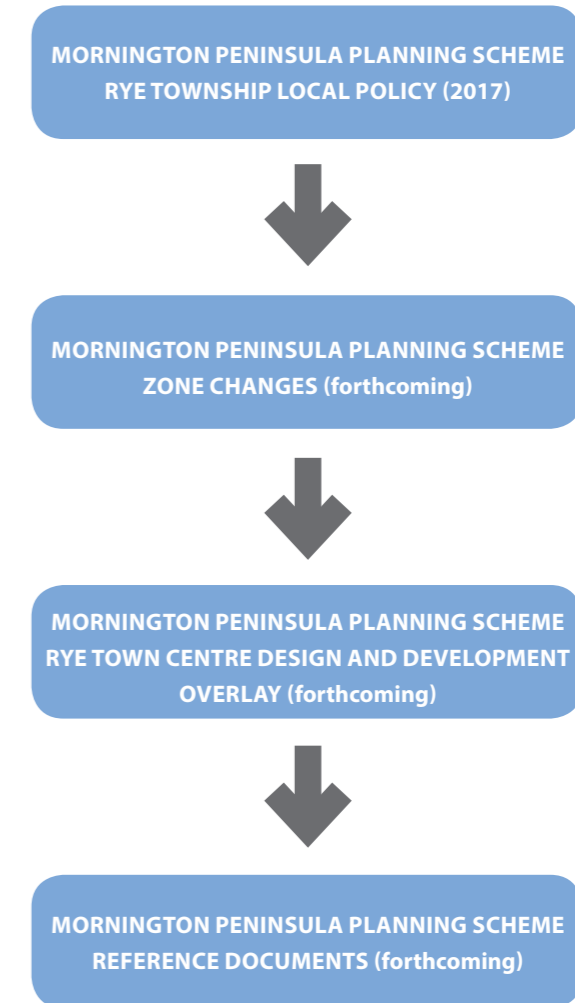 MORNINGTON PENINSULA PLANNING SCHEME
RYE TOWNSHIP LOCAL POLICY (2017)
MORNINGTON PENINSULA PLANNING SCHEME
ZONE CHANGES (forthcoming)
MORNINGTON PENINSULA PLANNING SCHEME
RYE TOWN CENTRE DESIGN AND DEVELOPMENT
OVERLAY (forthcoming)
MORNINGTON PENINSULA PLANNING SCHEME
REFERENCE DOCUMENTS (forthcoming)